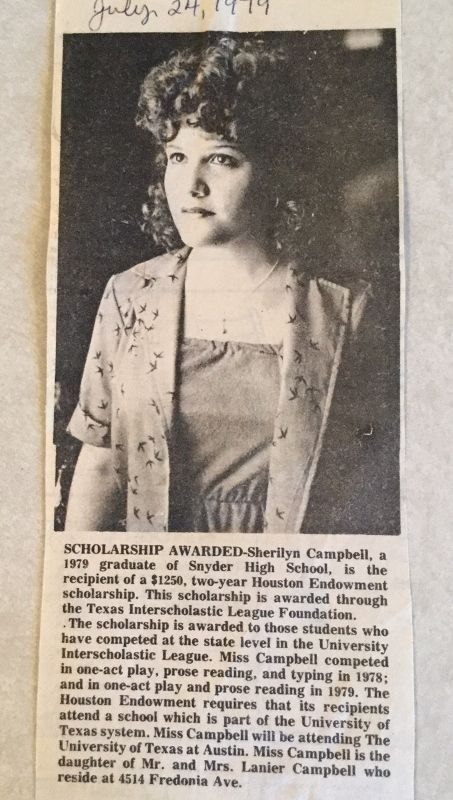 July 24, 1979
SCHOLARSHIP AWARDED-Sherilyn Campbell, a
1979 graduate of Snyder High School, is the
recipient of a $1250, two-year Houston Endowment
scholarship. This scholarship is awarded through
the Texas Interscholastic League Foundation.
.The scholarship is awarded to those students who
have competed at the state level in the University
Interscholastic League. Miss Campbell competed
in one-act play, prose reading, and typing in 1978;
and in one-act play and prose reading in 1979. The
Houston Endowment requires that its recipients
attend a school which is part of the University of
Texas system. Miss Campbell will be attending The
University of Texas at Austin. Miss Campbell is the
daughter of Mr. and Mrs. Lanier Campbell who
reside at 4514 Fredonia Ave.